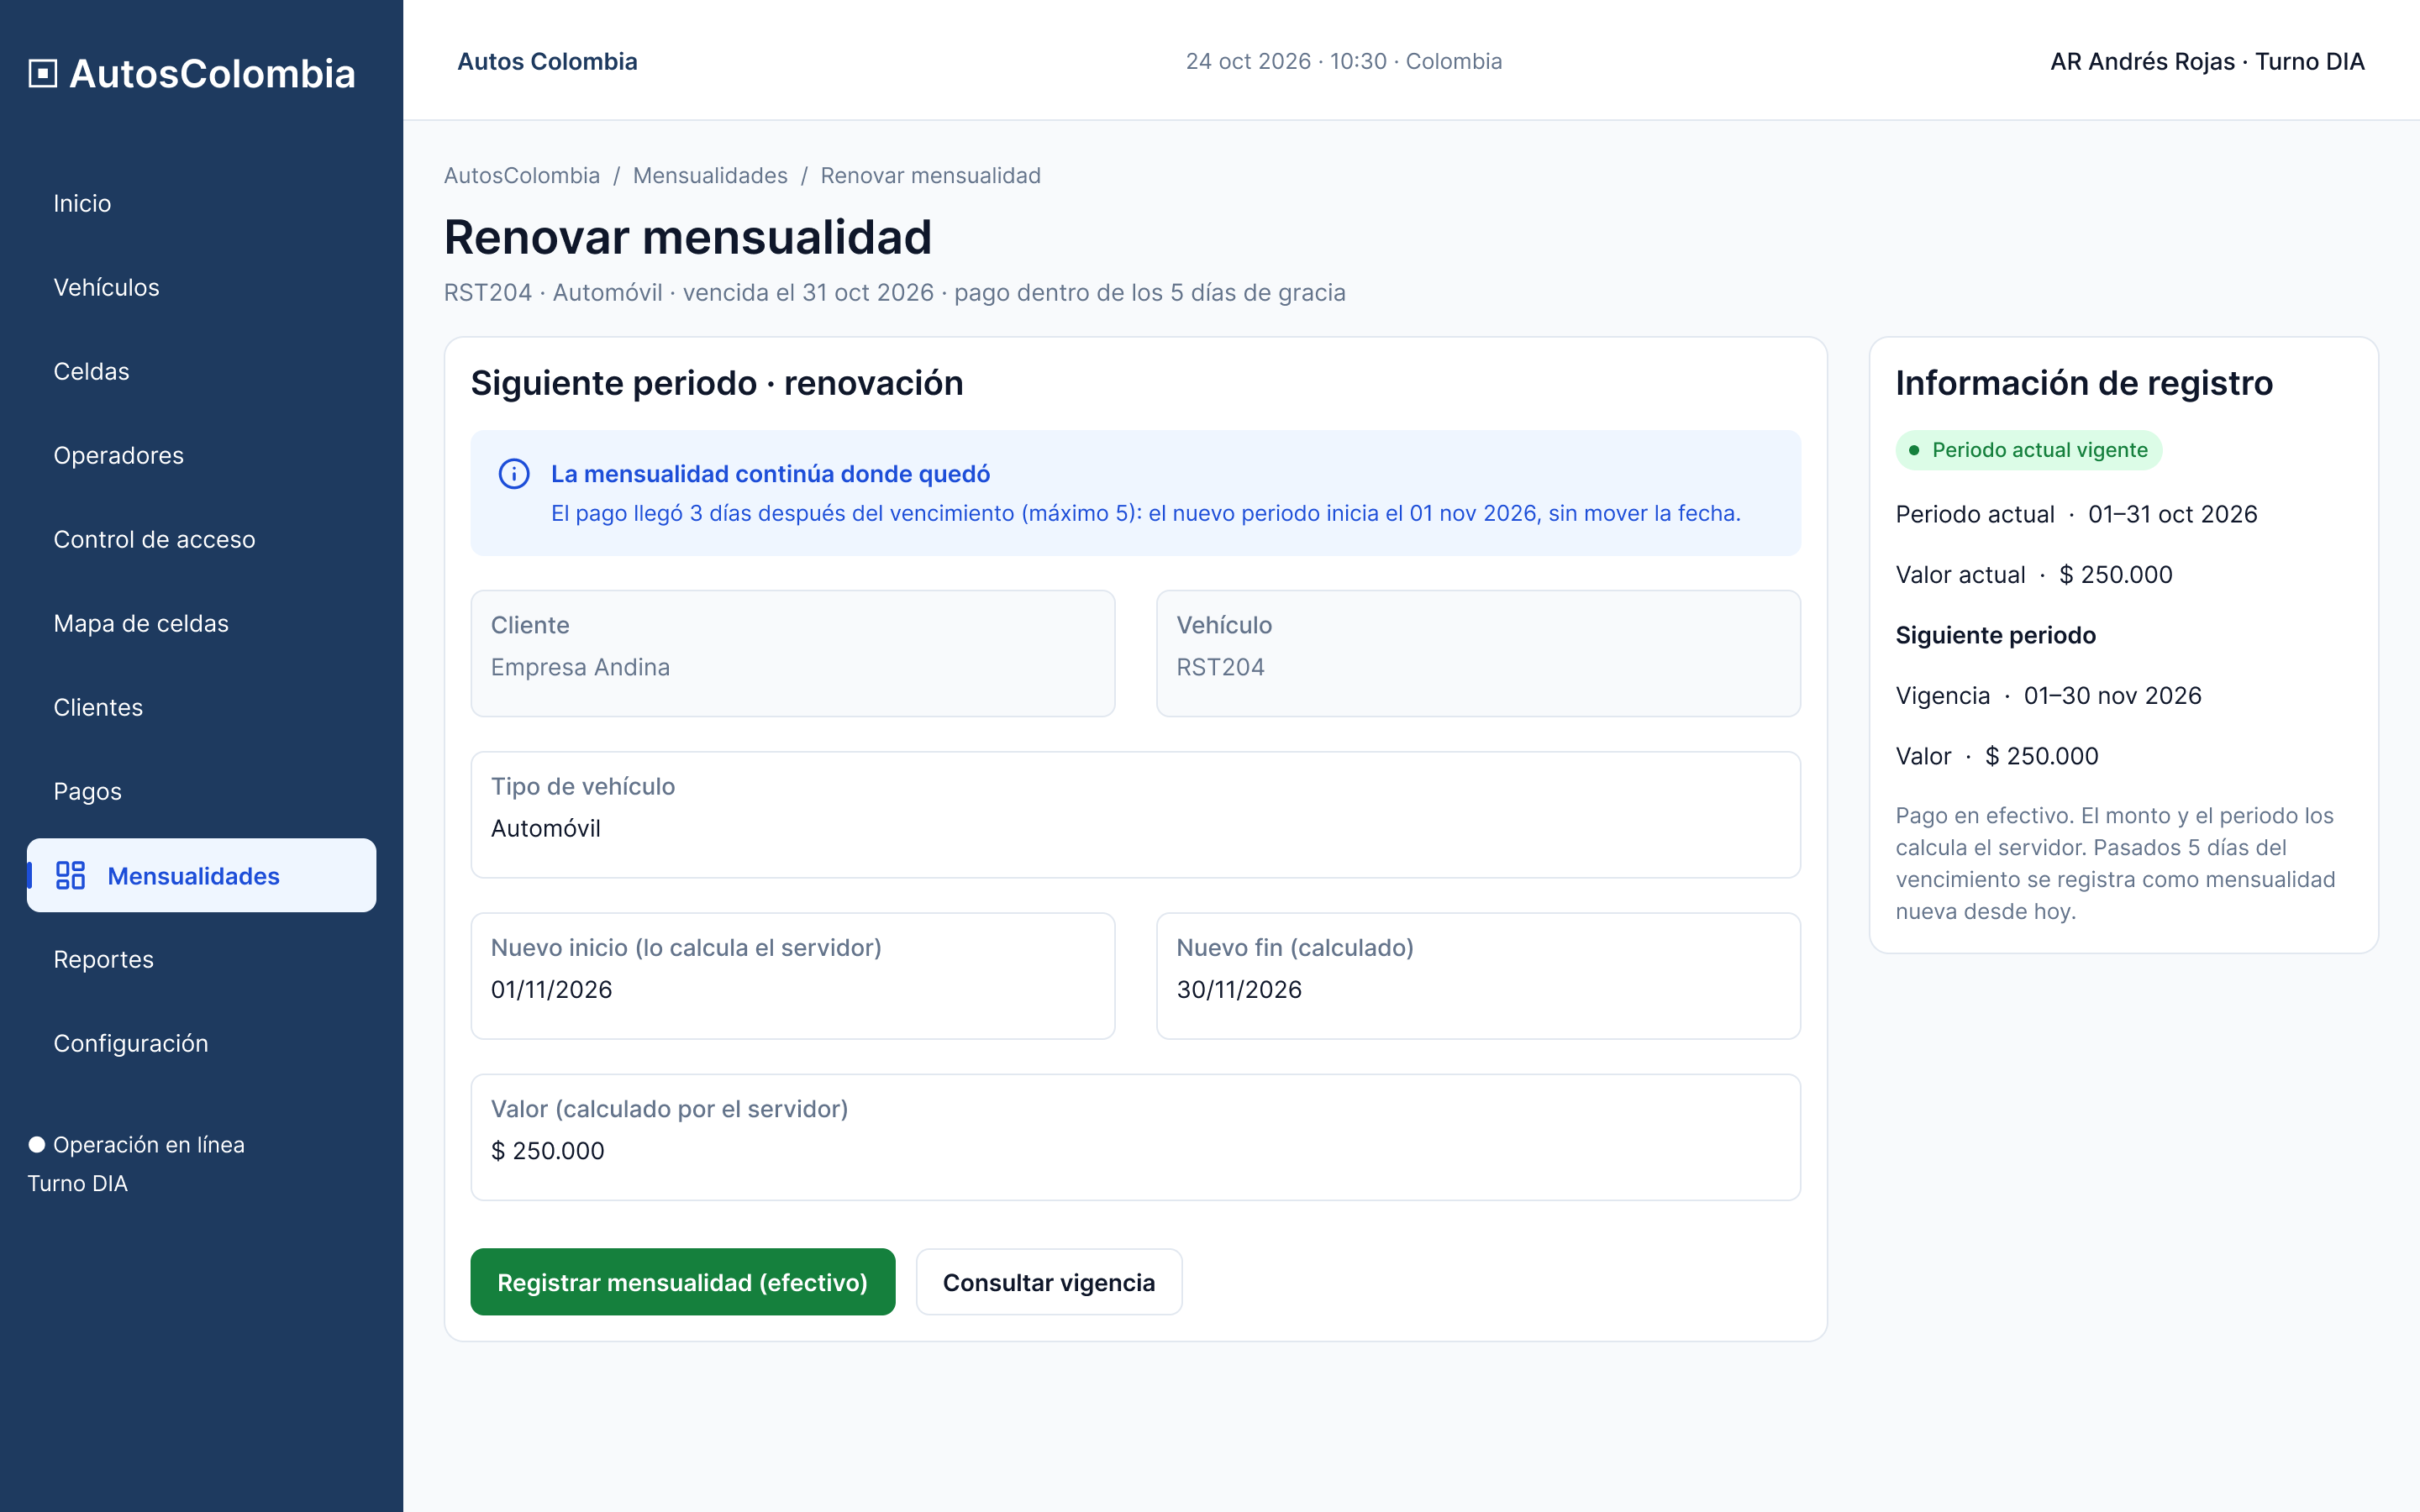 AutosColombia
Inicio
Vehículos
Celdas
Operadores
Control de acceso
Mapa de celdas
Clientes
Pagos
Mensualidades
Reportes
Configuración
Operación en línea
Turno DIA
Autos Colombia
24 oct 2026 · 10:30 · Colombia
AR Andrés Rojas · Turno DIA
AutosColombia / Mensualidades / Renovar mensualidad
Renovar mensualidad
RST204 · Automóvil · vencida el 31 oct 2026 · pago dentro de los 5 días de gracia
Siguiente periodo · renovación
La mensualidad continúa donde quedó
El pago llegó 3 días después del vencimiento (máximo 5): el nuevo periodo inicia el 01 nov 2026, sin mover la fecha.
Cliente
Empresa Andina
Vehículo
RST204
Tipo de vehículo
Automóvil
Nuevo inicio (lo calcula el servidor)
01/11/2026
Nuevo fin (calculado)
30/11/2026
Valor (calculado por el servidor)
$ 250.000
Registrar mensualidad (efectivo)
Consultar vigencia
Información de registro
Periodo actual vigente
Periodo actual · 01–31 oct 2026
Valor actual · $ 250.000
Siguiente periodo
Vigencia · 01–30 nov 2026
Valor · $ 250.000
Pago en efectivo. El monto y el periodo los
calcula el servidor. Pasados 5 días del
vencimiento se registra como mensualidad
nueva desde hoy.